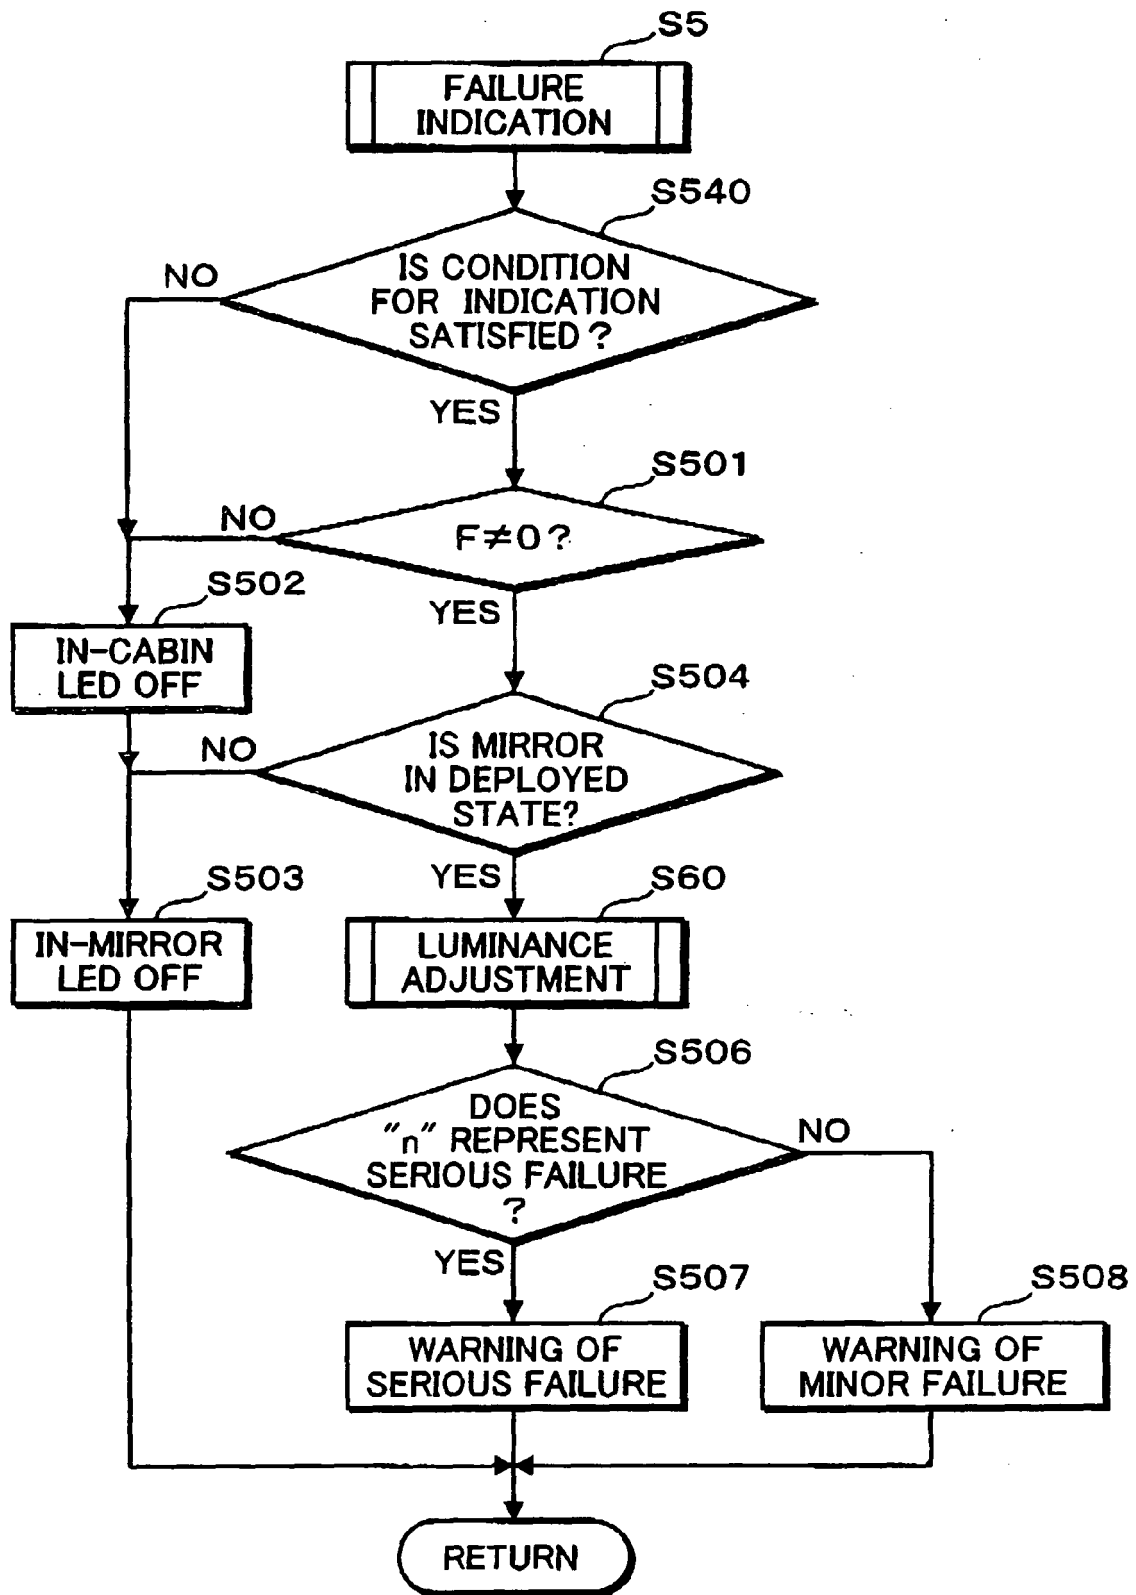 S5
FAILURE
INDICATION
S540
IS CONDITION
FOR INDICATION
SATISFIED?
NO
YES
S501
F≠0?
NO
YES
S502
IN-CABIN
LED OFF
S504
IS MIRROR
IN DEPLOYED
STATE?
NO
YES
S503
IN-MIRROR
LED OFF
S60
LUMINANCE
ADJUSTMENT
S506
DOES
"n" REPRESENT
SERIOUS FAILURE
?
NO
YES
S507
WARNING OF
SERIOUS FAILURE
S508
WARNING OF
MINOR FAILURE
RETURN